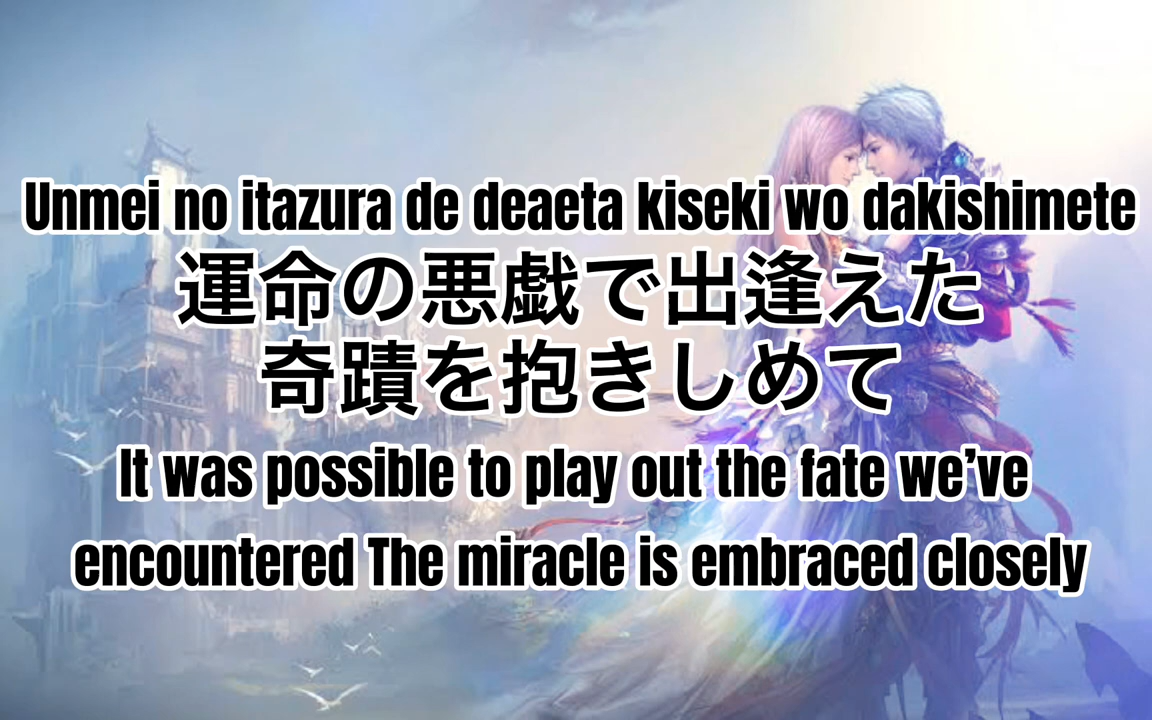 Unmei no itazura de deaeta kiseki wo dakishimete
運命の悪戯で出逢えた
奇蹟を抱きしめて
It was possible to play out the fate we’ve
encountered The miracle is embraced closely